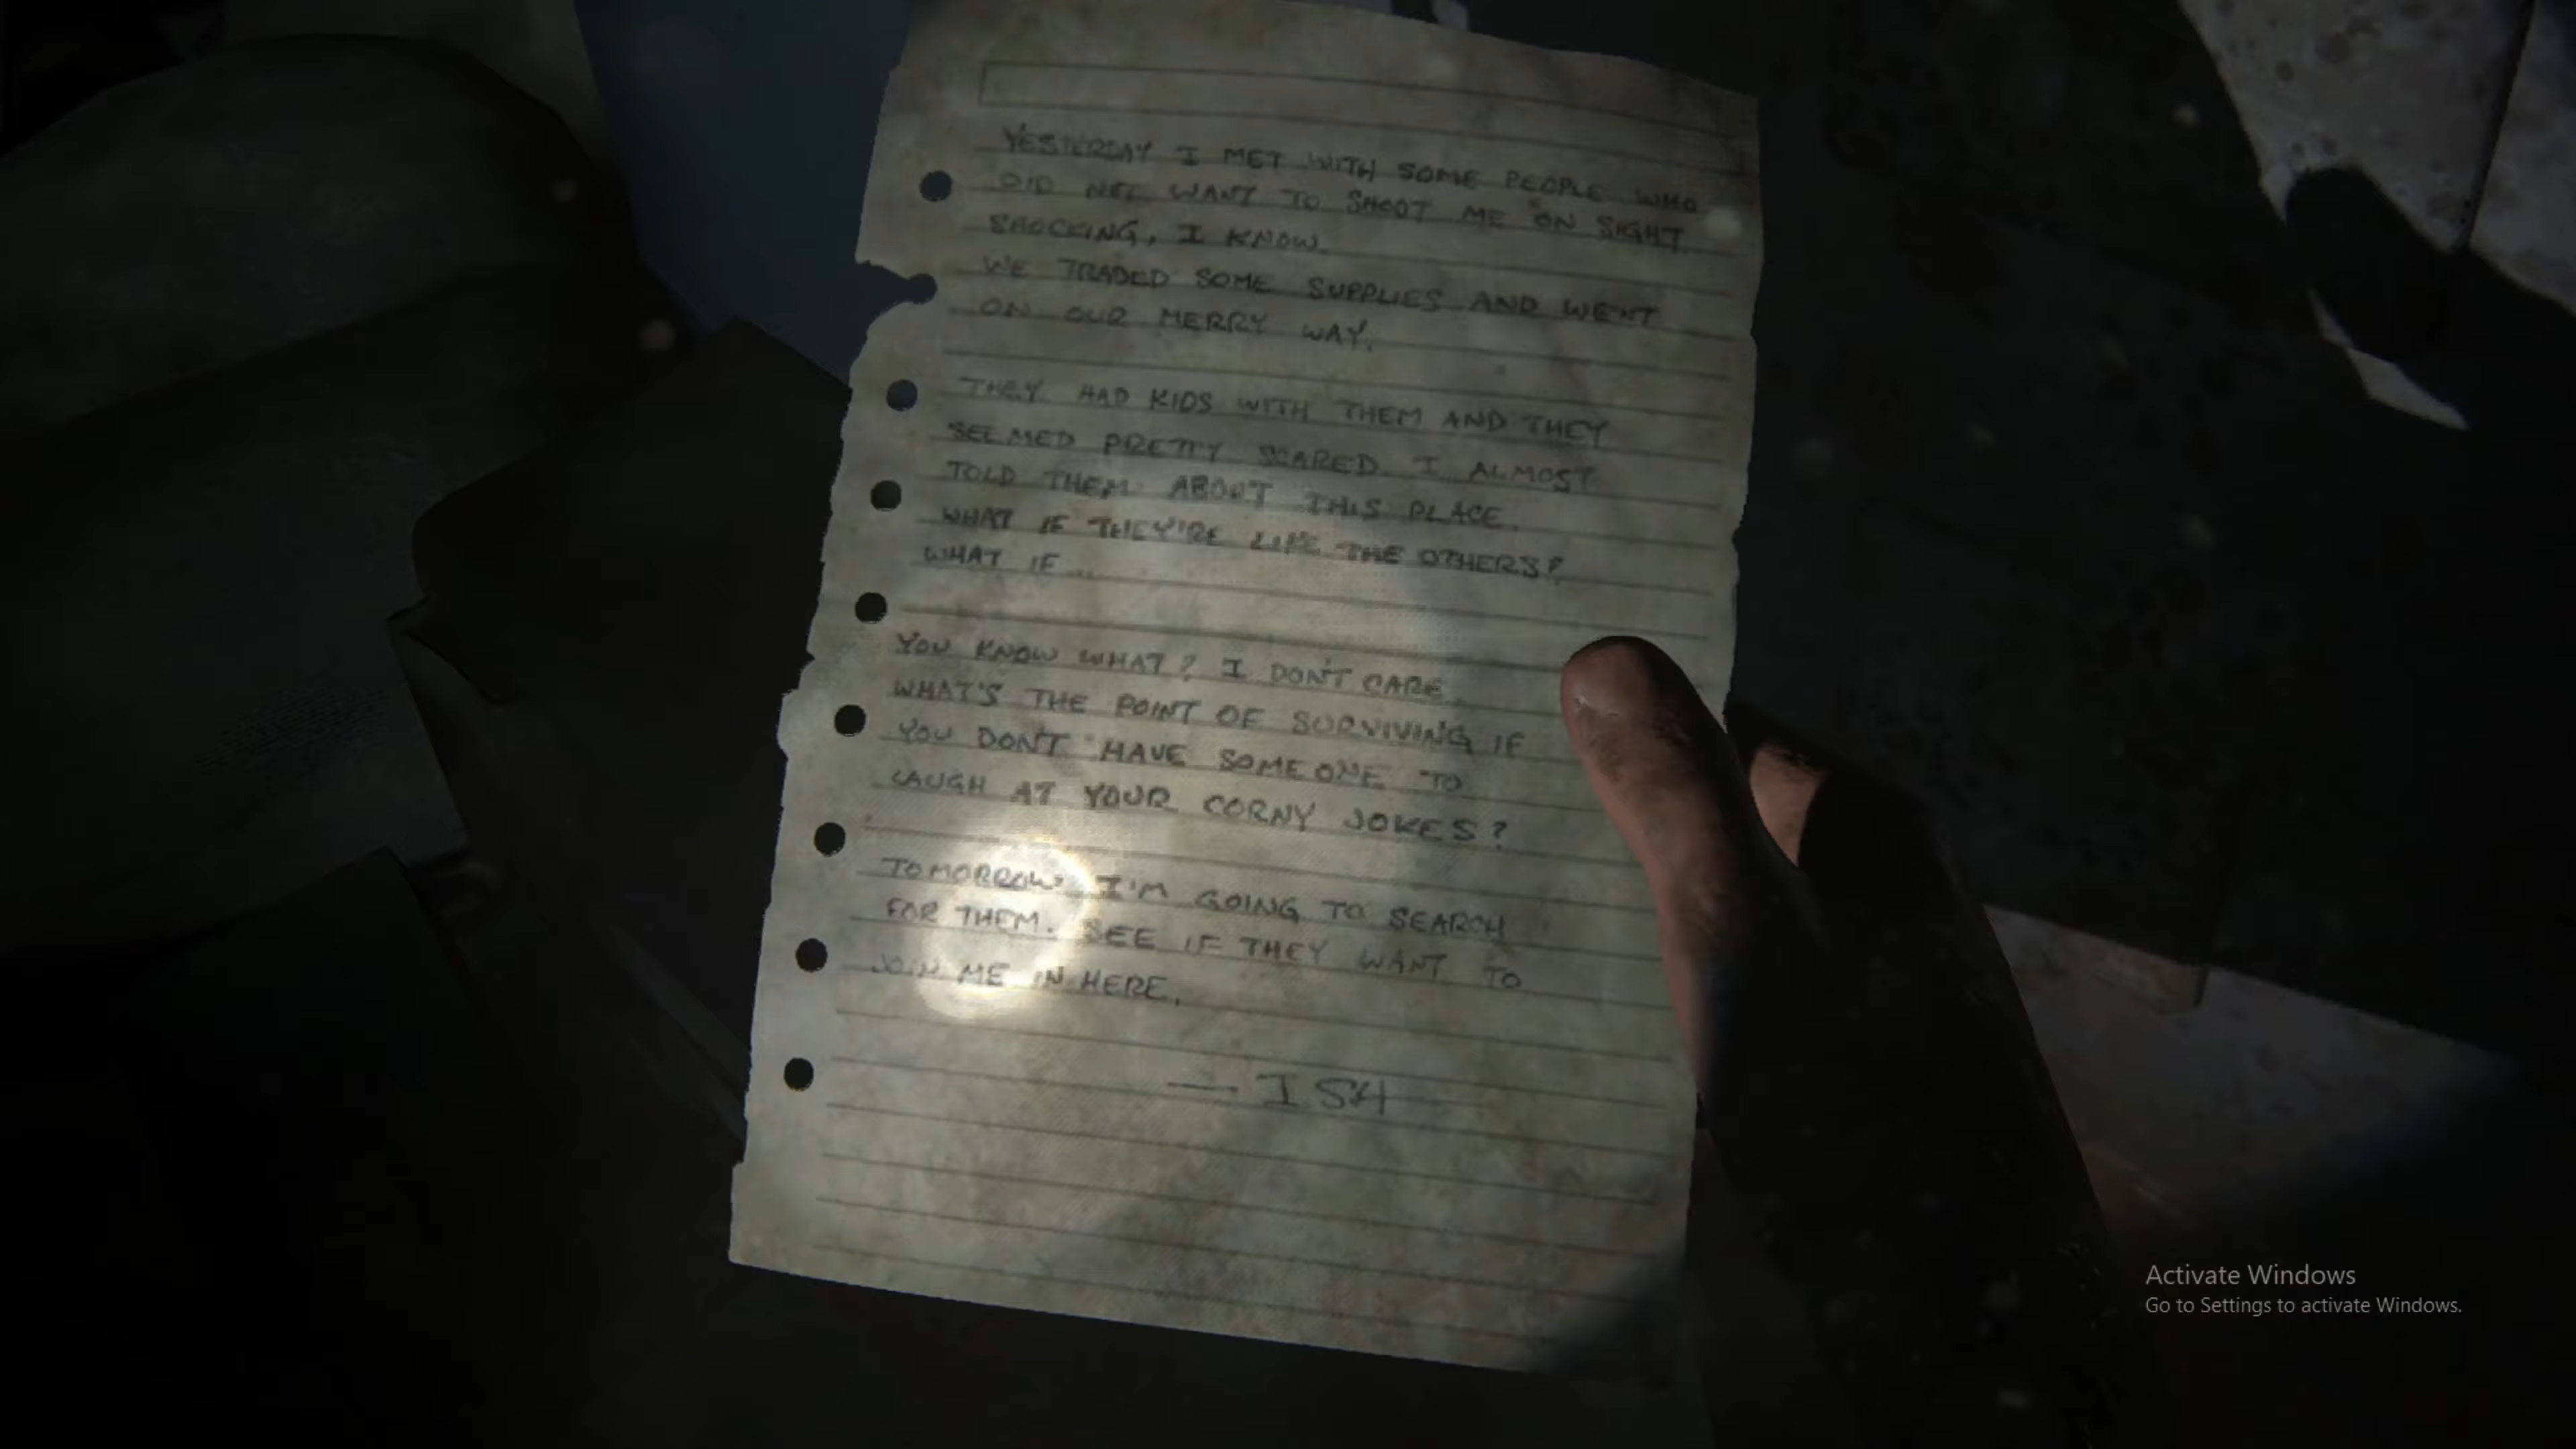 YESTERDAY I MET WITH SOME PEOPLE WHO
DID NOT WANT TO SHOOT ME ON SIGHT.
SHOCKING, I KNOW.
WE TRADED SOME SUPPLIES AND WENT
ON OUR MERRY WAY.
THEY HAD KIDS WITH THEM AND THEY
SEEMED PRETTY SCARED. I ALMOST
TOLD THEM ABOUT THIS PLACE.
WHAT IF THEY'RE LIKE THE OTHERS?
WHAT IF...
YOU KNOW WHAT? I DON'T CARE.
WHAT'S THE POINT OF SURVIVING IF
YOU DON'T HAVE SOMEONE TO
LAUGH AT YOUR CORNY JOKES?
TOMORROW I'M GOING TO SEARCH
FOR THEM. SEE IF THEY WANT TO
JOIN ME IN HERE.
— ISH
Activate Windows
Go to Settings to activate Windows.